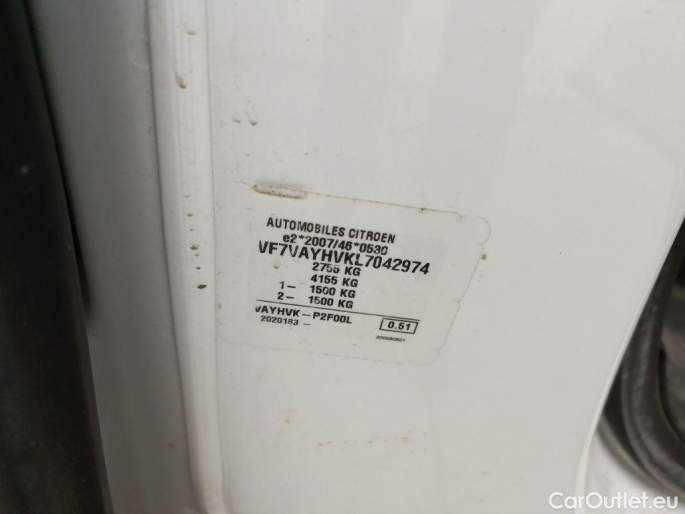 AUTOMOBILES CITROEN
e2*2007/46*0530
VF7VAYHVKL7042974
2755 KG
4155 KG
1– 1500 KG
2– 1500 KG
VAYHVK – P2F00L 0.51
2020183 –
CarOutlet.eu